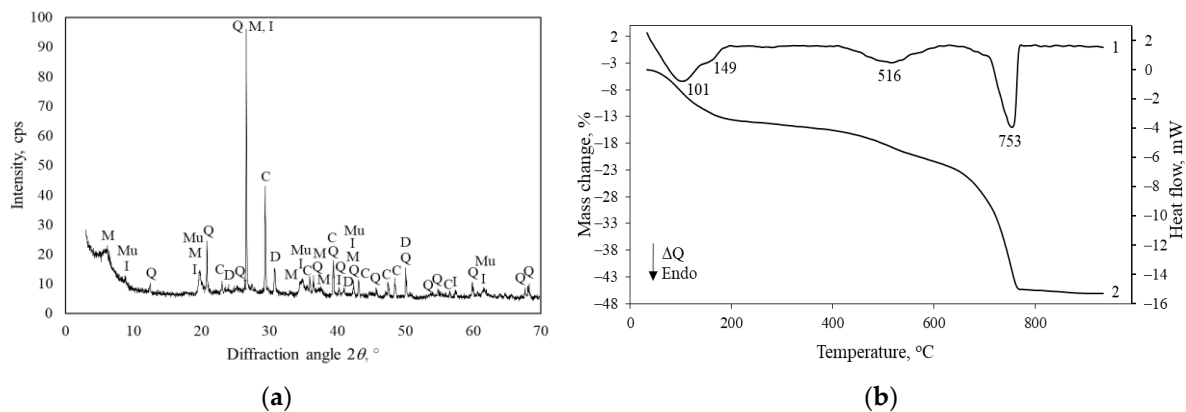 100
90
80
70
60
50
40
30
20
10
0
Intensity, cps
0 10 20 30 40 50 60 70
Diffraction angle 2θ, °
Q M, I
C
M
Mu
I
Q
Mu
M
I
Q
C
D
Q
D
M
Mu
I
C
M
Q
M
C
Q
Q
I
D
Mu
I
M
Q
C
Q
C
C
D
Q
Q
Q
C
I
Q
Mu
I
Q
Q
(a)
2
−3
−8
−13
−18
−23
−28
−33
−38
−43
−48
Mass change, %
0 200 400 600 800
Temperature, °C
4
2
0
−2
−4
−6
−8
−10
−12
−14
−16
Heat flow, mW
101
149
516
753
1
2
ΔQ
Endo
(b)